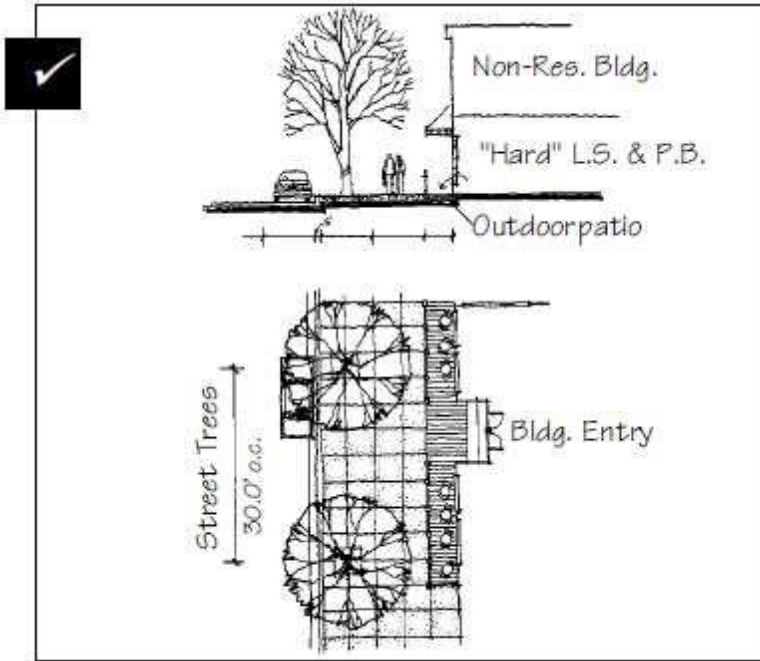 Non-Res. Bldg.
"Hard" L.S. & P.B.
Outdoorpatio
Street Trees
30.0' o.c.
Bldg. Entry